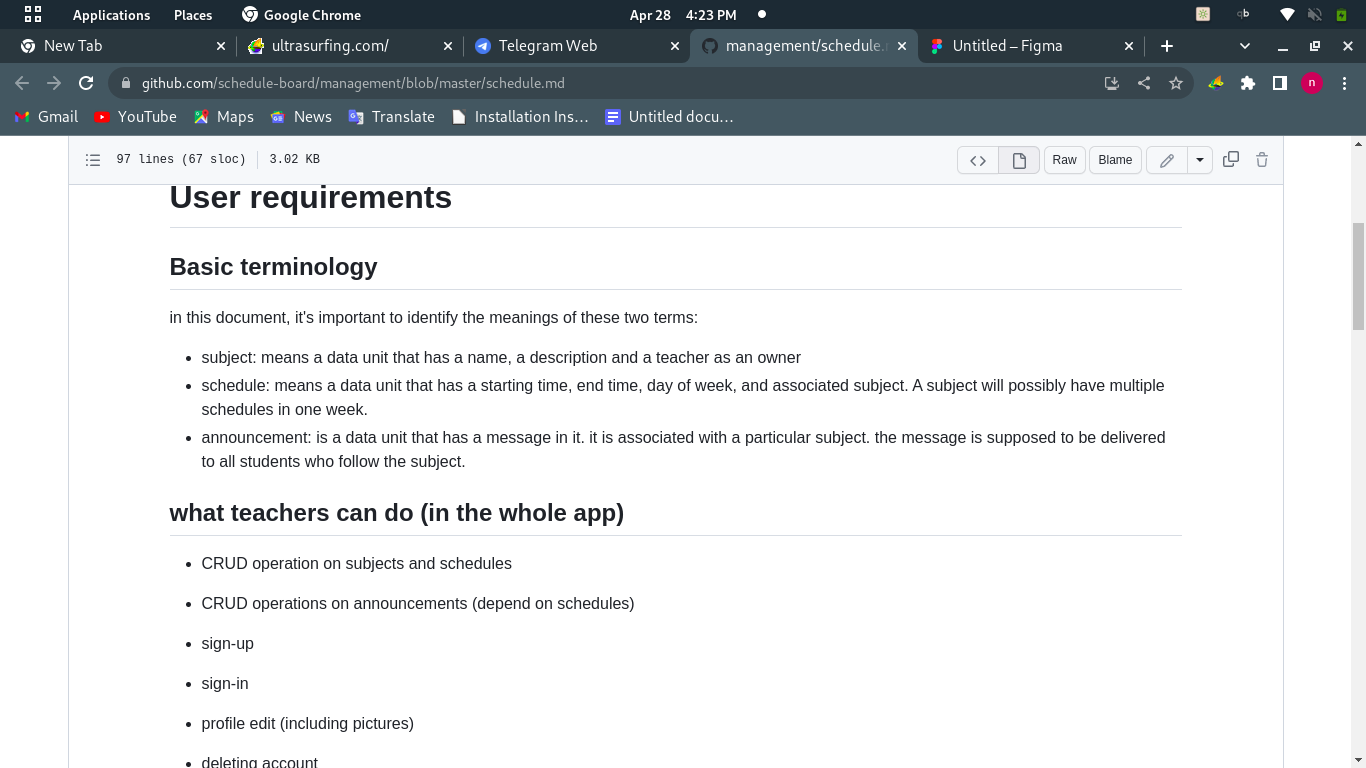 Applications Places Google Chrome Apr 28 4:23 PM qb
New Tab ultrasurfing.com/ Telegram Web management/schedule. Untitled – Figma
github.com/schedule-board/management/blob/master/schedule.md n
Gmail YouTube Maps News Translate Installation Ins… Untitled docu…
97 lines (67 sloc) 3.02 KB Raw Blame
User requirements
Basic terminology
in this document, it's important to identify the meanings of these two terms:
• subject: means a data unit that has a name, a description and a teacher as an owner
• schedule: means a data unit that has a starting time, end time, day of week, and associated subject. A subject will possibly have multiple
schedules in one week.
• announcement: is a data unit that has a message in it. it is associated with a particular subject. the message is supposed to be delivered
to all students who follow the subject.
what teachers can do (in the whole app)
• CRUD operation on subjects and schedules
• CRUD operations on announcements (depend on schedules)
• sign-up
• sign-in
• profile edit (including pictures)
• deleting account